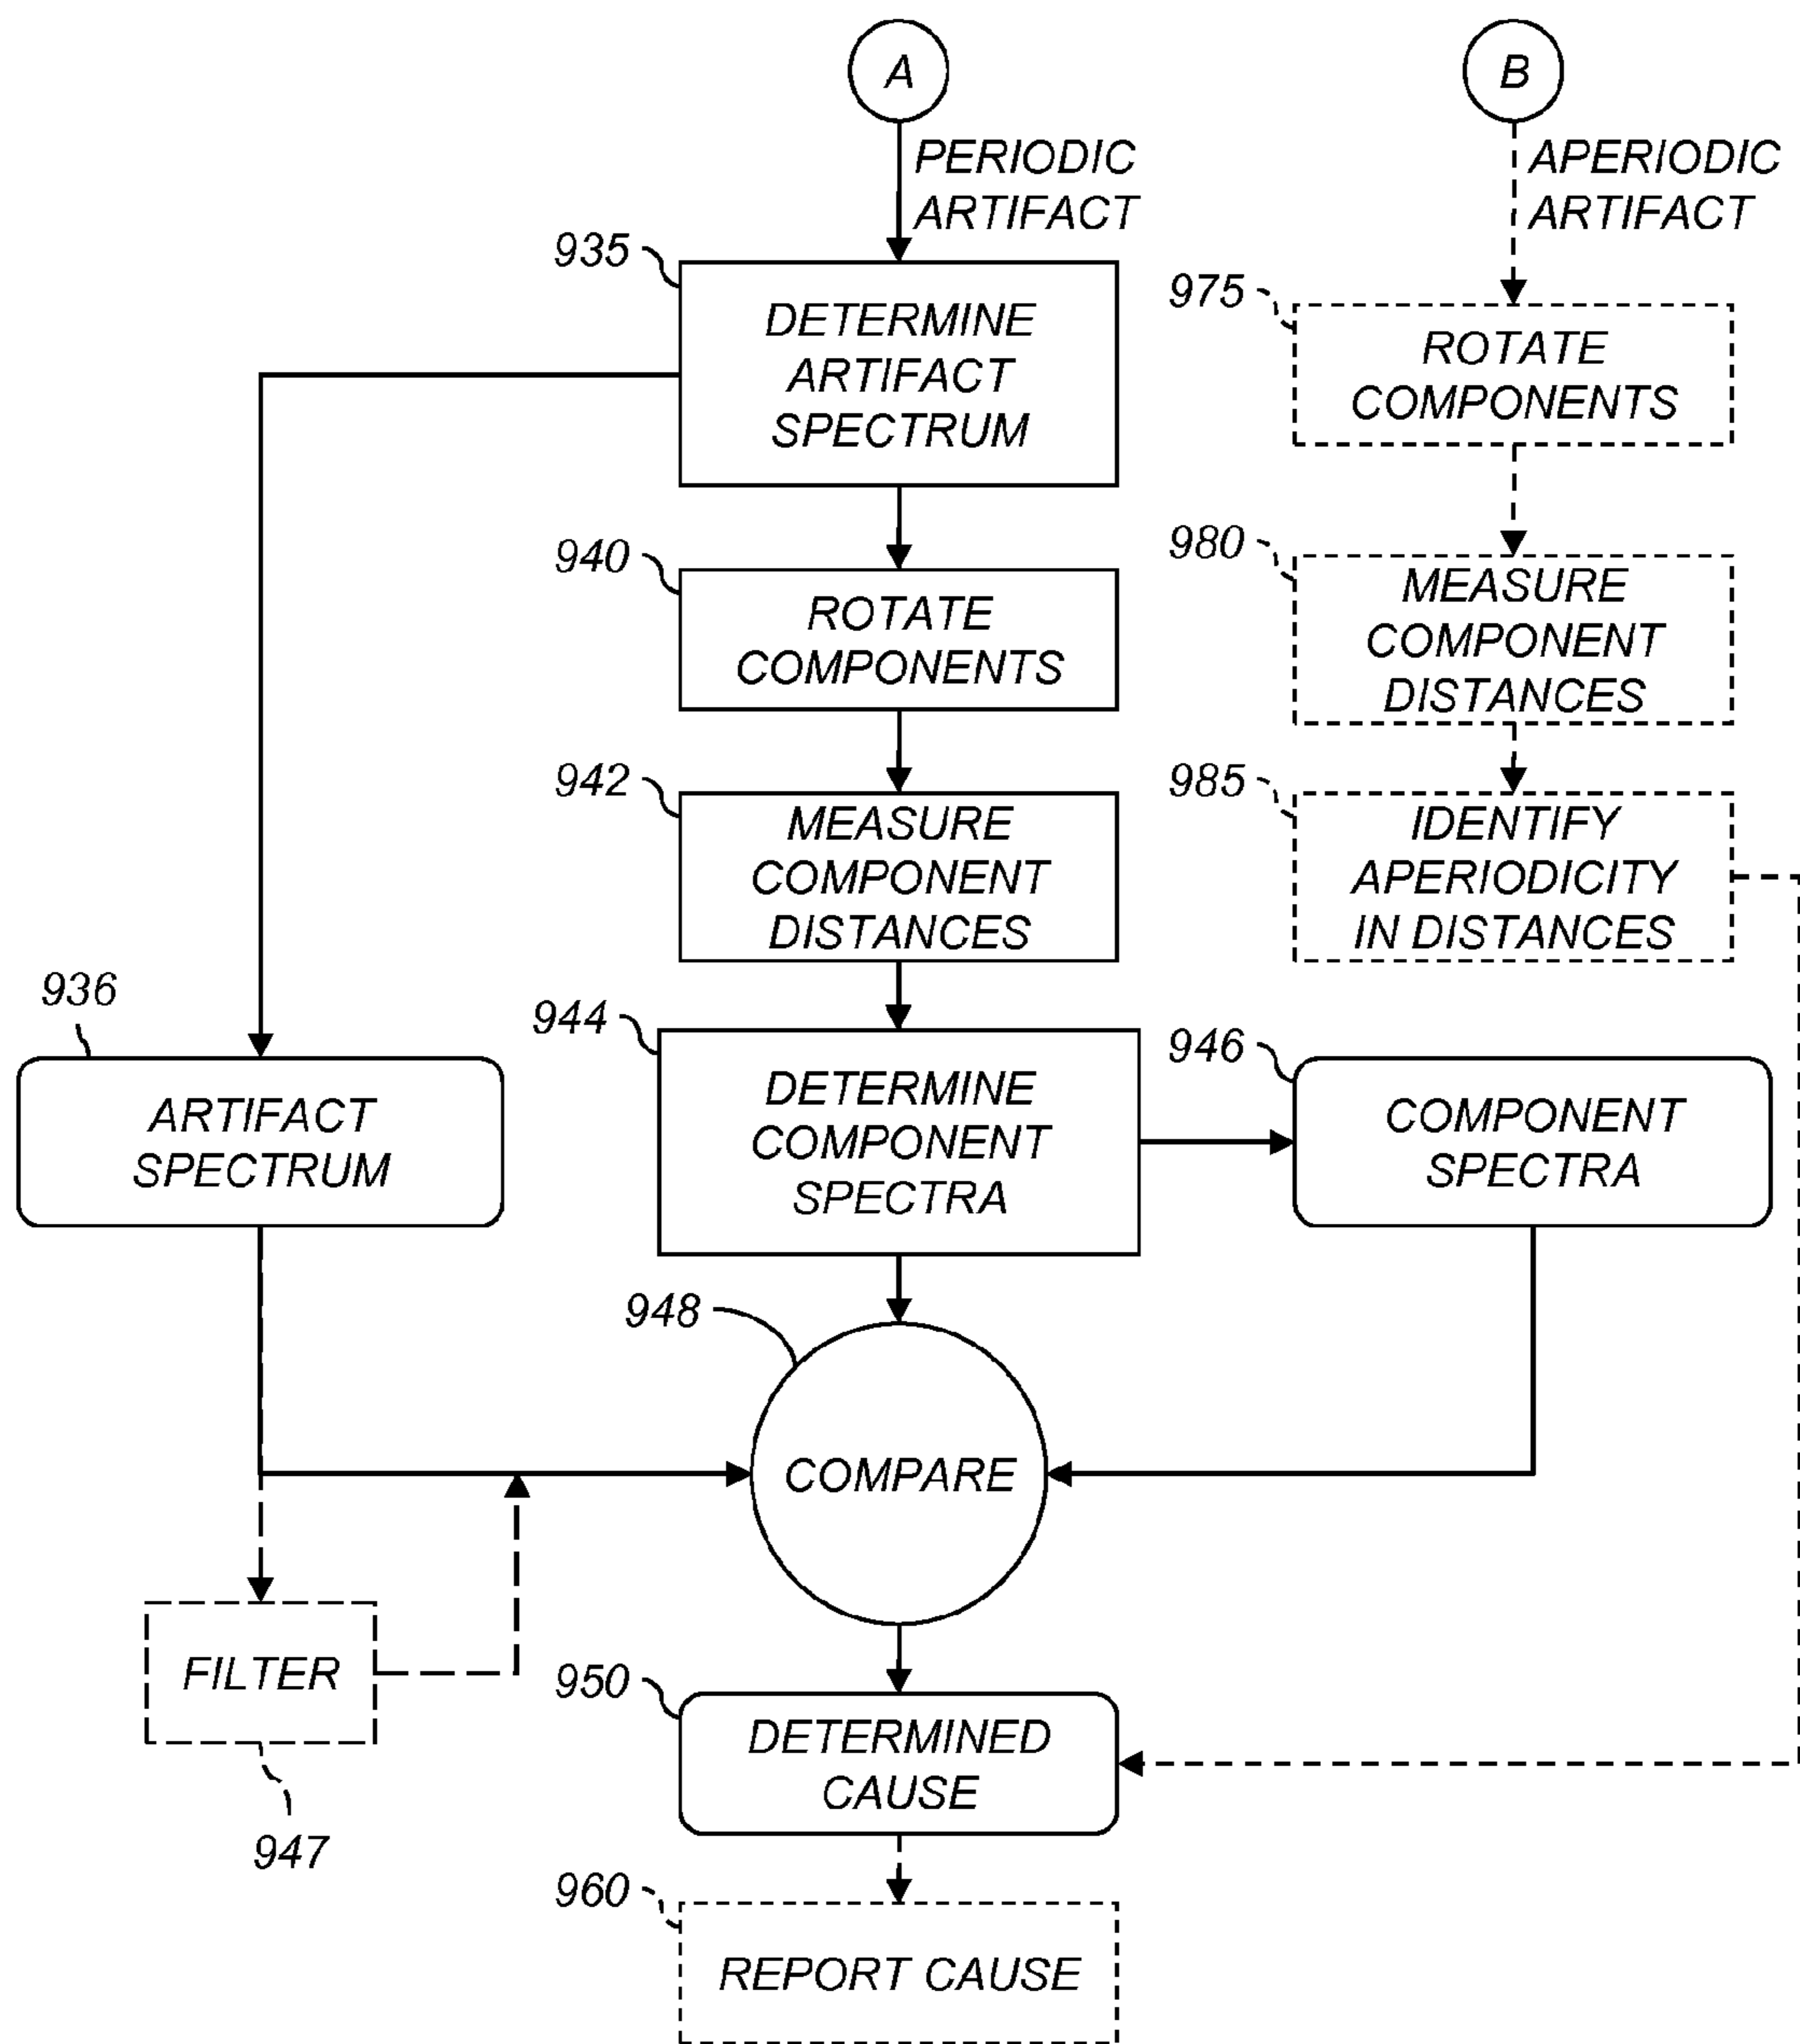 A
B
PERIODIC
ARTIFACT
APERIODIC
ARTIFACT
935
DETERMINE
ARTIFACT
SPECTRUM
975
ROTATE
COMPONENTS
940
ROTATE
COMPONENTS
980
MEASURE
COMPONENT
DISTANCES
942
MEASURE
COMPONENT
DISTANCES
985
IDENTIFY
APERIODICITY
IN DISTANCES
936
ARTIFACT
SPECTRUM
944
DETERMINE
COMPONENT
SPECTRA
946
COMPONENT
SPECTRA
948
COMPARE
FILTER
947
950
DETERMINED
CAUSE
960
REPORT CAUSE